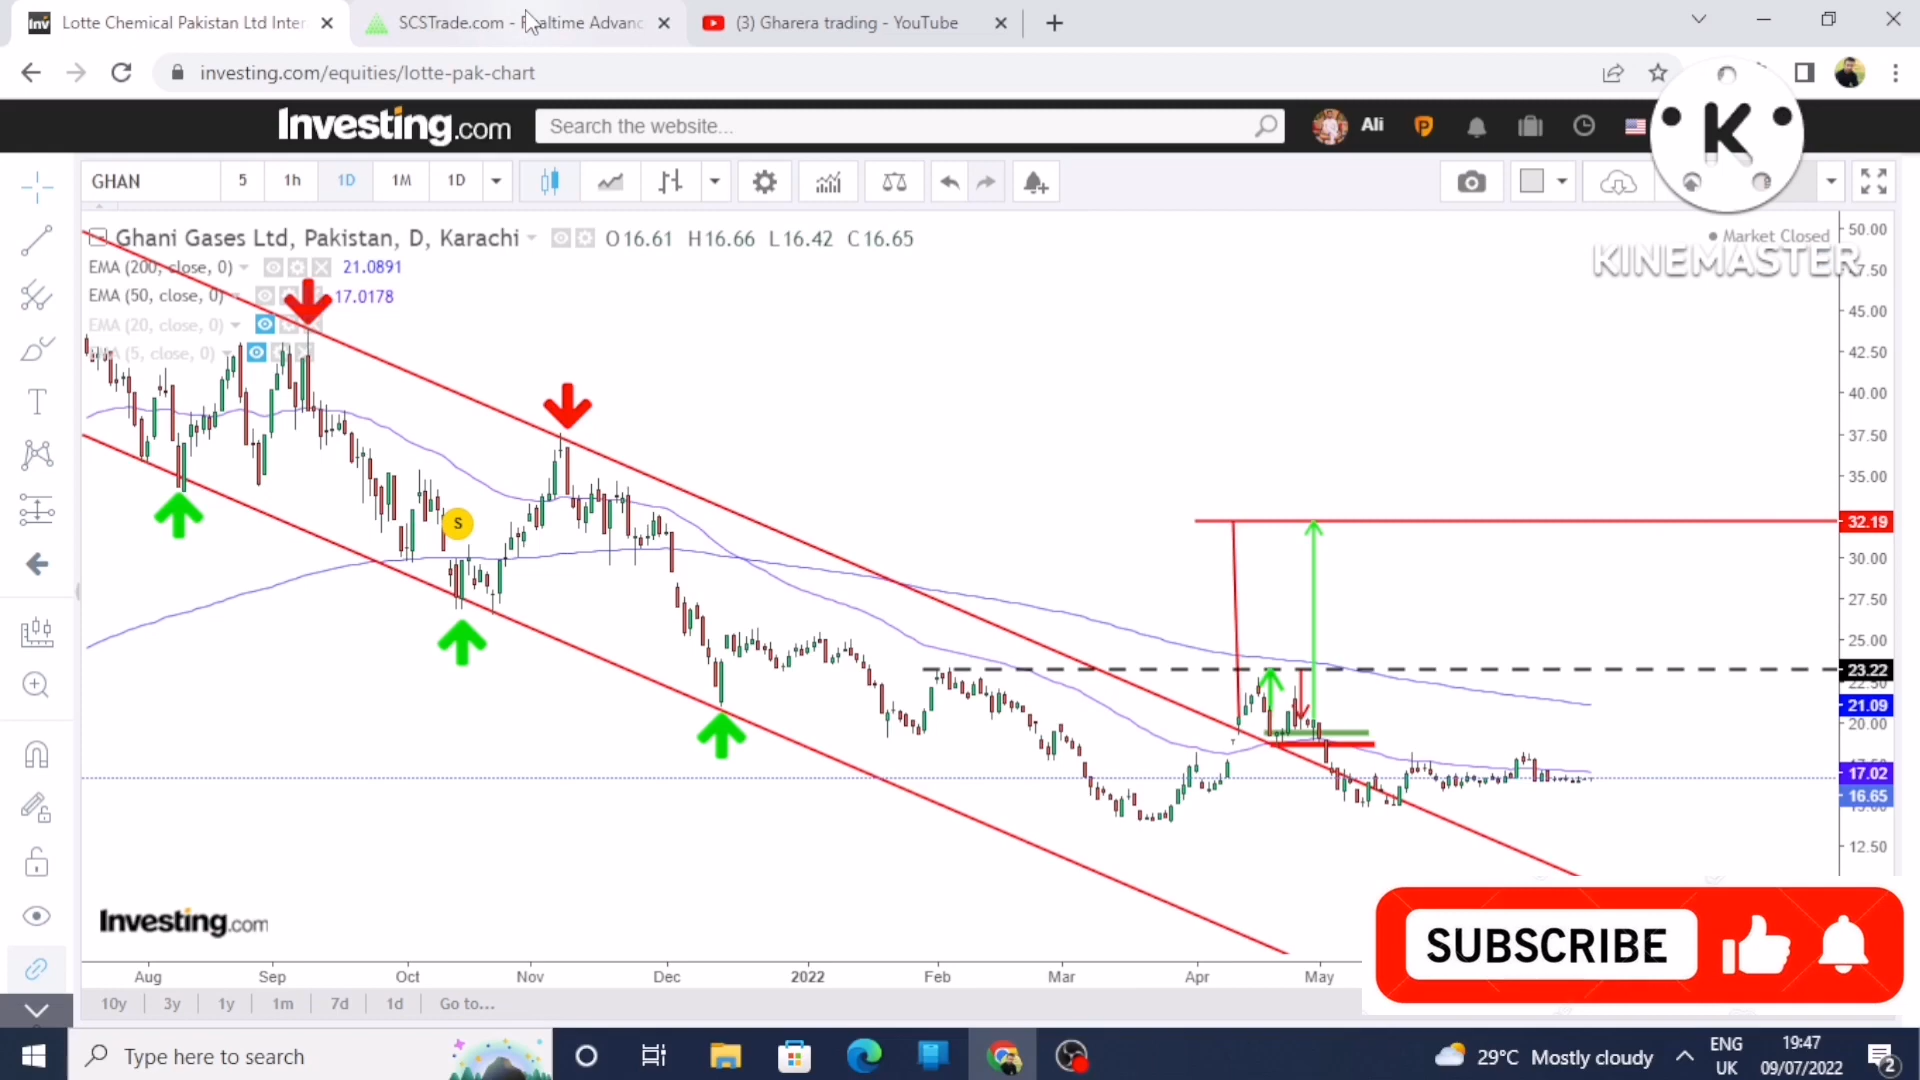 Lotte Chemical Pakistan Ltd Inter
SCSTrade.com - Realtime Advanc
(3) Gharera trading - YouTube
investing.com/equities/lotte-pak-chart
Investing.com
Search the website...
Ali
GHAN
5
1h
1D
1M
1D
Ghani Gases Ltd, Pakistan, D, Karachi
O16.61 H16.66 L16.42 C16.65
Market Closed
KINEMASTER
EMA (200, close, 0)
21.0891
EMA (50, close, 0)
17.0178
EMA (20, close, 0)
(5, close, 0)
S
50.00
45.00
42.50
40.00
37.50
35.00
32.19
30.00
27.50
25.00
23.22
22.50
21.09
20.00
17.02
16.65
12.50
Investing.com
SUBSCRIBE
Aug
Sep
Oct
Nov
Dec
2022
Feb
Mar
Apr
May
10y
3y
1y
1m
7d
1d
Go to...
Type here to search
29°C Mostly cloudy
ENG
UK
19:47
09/07/2022
2